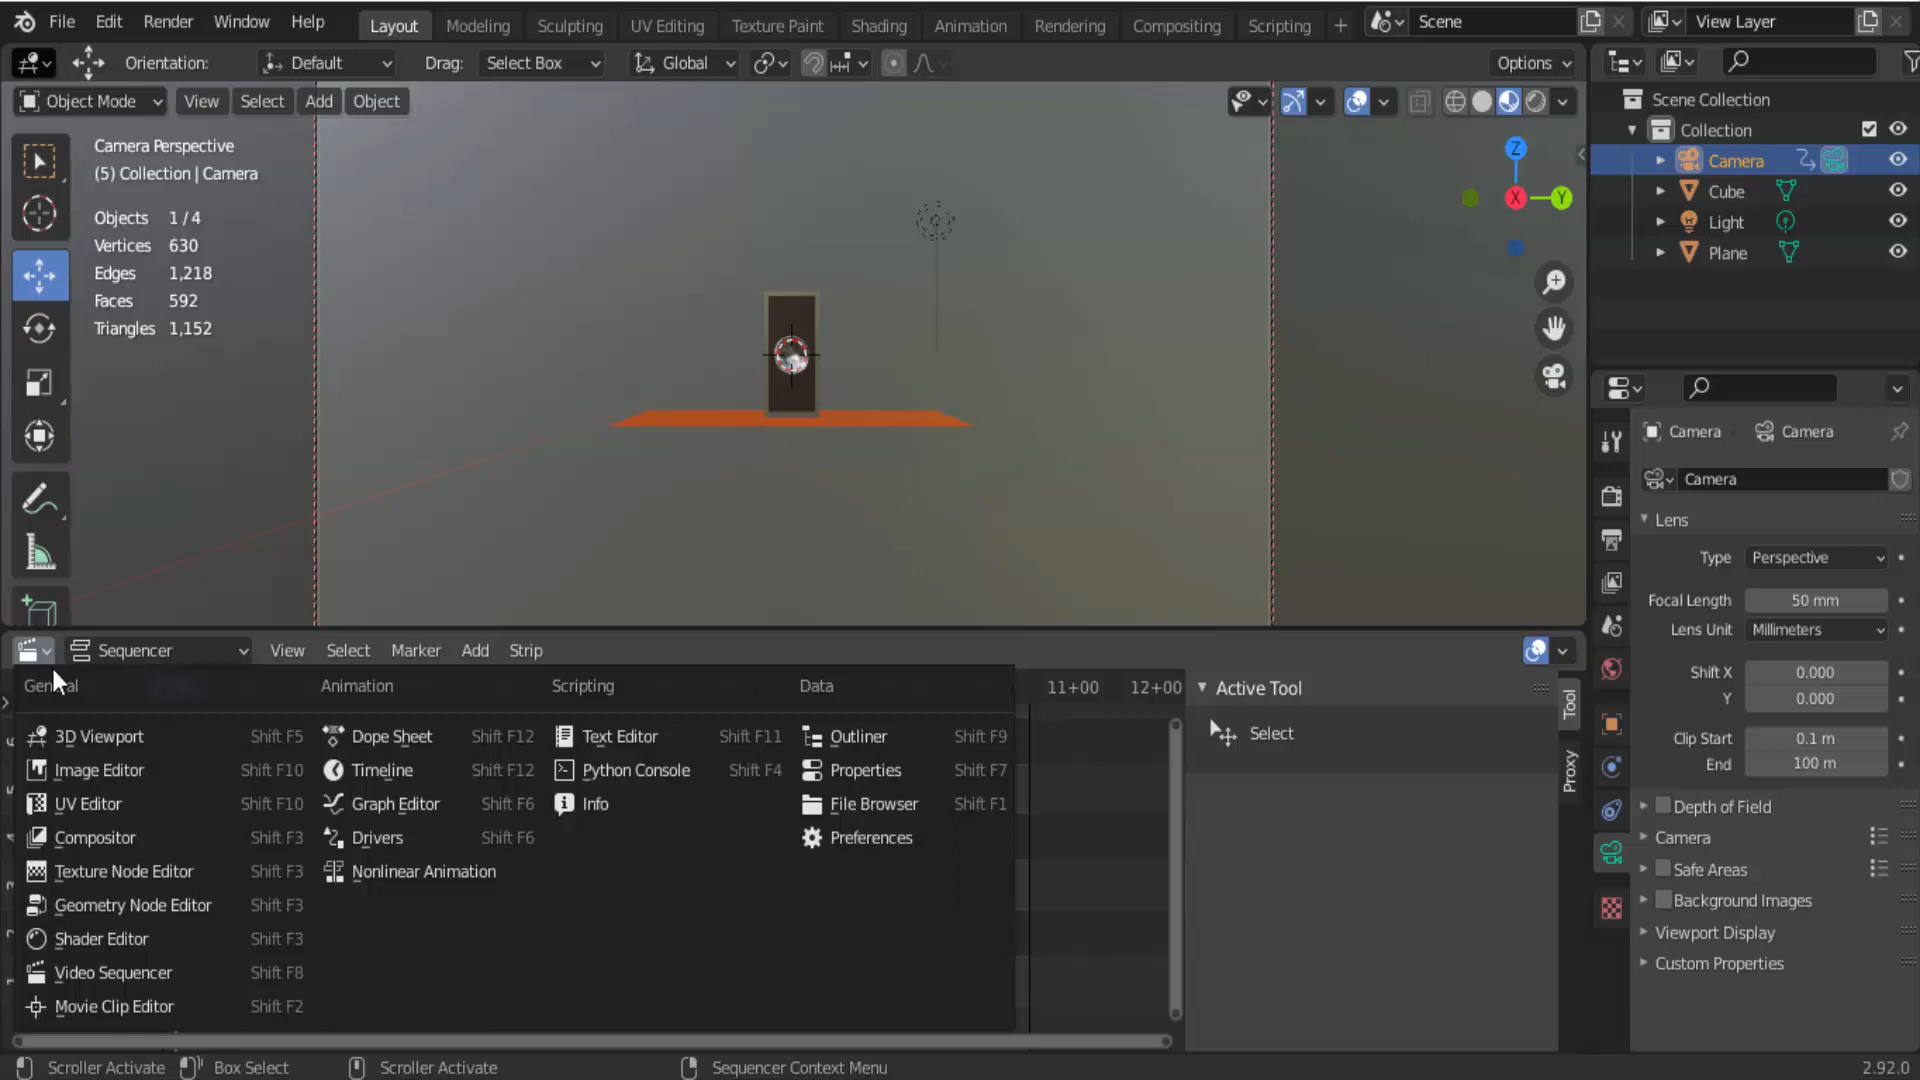 File Edit Render Window Help Layout Modeling Sculpting UV Editing Texture Paint Shading Animation Rendering Compositing Scripting + Scene View Layer
Orientation: Default Drag: Select Box Global Options
Object Mode View Select Add Object
Camera Perspective
(5) Collection | Camera
Objects 1 / 4
Vertices 630
Edges 1,218
Faces 592
Triangles 1,152
Z
X
Y
Scene Collection
Collection
Camera
Cube
Light
Plane
Camera Camera
Camera
Lens
Type Perspective
Focal Length 50 mm
Lens Unit Millimeters
Shift X 0.000
Y 0.000
Clip Start 0.1 m
End 100 m
Depth of Field
Camera
Safe Areas
Background Images
Viewport Display
Custom Properties
Sequencer View Select Marker Add Strip
General Animation Scripting Data
3D Viewport Shift F5 Dope Sheet Shift F12 Text Editor Shift F11 Outliner Shift F9
Image Editor Shift F10 Timeline Shift F12 Python Console Shift F4 Properties Shift F7
UV Editor Shift F10 Graph Editor Shift F6 Info File Browser Shift F1
Compositor Shift F3 Drivers Shift F6 Preferences
Texture Node Editor Shift F3 Nonlinear Animation
Geometry Node Editor Shift F3
Shader Editor Shift F3
Video Sequencer Shift F8
Movie Clip Editor Shift F2
11+00 12+00
Active Tool
Select
Tool
Proxy
Scroller Activate Box Select Scroller Activate Sequencer Context Menu 2.92.0